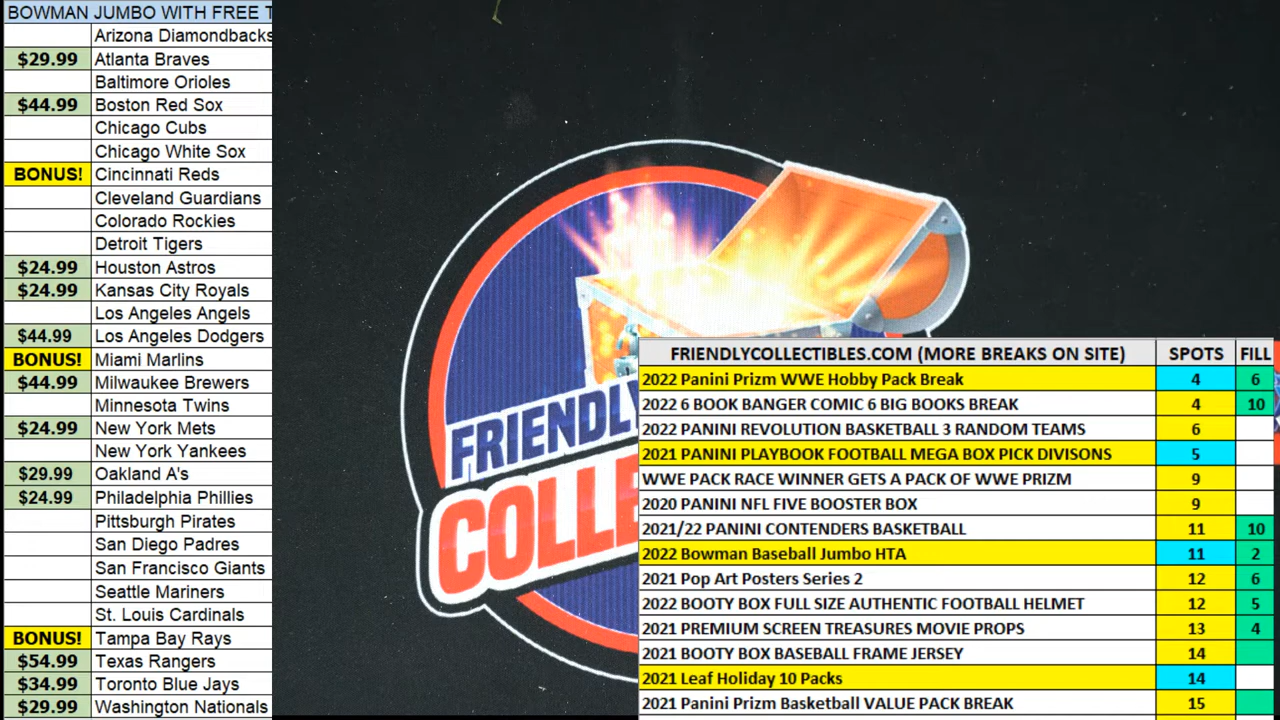 BOWMAN JUMBO WITH FREE T
Arizona Diamondbacks
$29.99 Atlanta Braves
Baltimore Orioles
$44.99 Boston Red Sox
Chicago Cubs
Chicago White Sox
BONUS! Cincinnati Reds
Cleveland Guardians
Colorado Rockies
Detroit Tigers
$24.99 Houston Astros
$24.99 Kansas City Royals
Los Angeles Angels
$44.99 Los Angeles Dodgers
BONUS! Miami Marlins
$44.99 Milwaukee Brewers
Minnesota Twins
$24.99 New York Mets
New York Yankees
$29.99 Oakland A's
$24.99 Philadelphia Phillies
Pittsburgh Pirates
San Diego Padres
San Francisco Giants
Seattle Mariners
St. Louis Cardinals
BONUS! Tampa Bay Rays
$54.99 Texas Rangers
$34.99 Toronto Blue Jays
$29.99 Washington Nationals
FRIENDLY
COLLE
FRIENDLYCOLLECTIBLES.COM (MORE BREAKS ON SITE) SPOTS FILL
2022 Panini Prizm WWE Hobby Pack Break 4 6
2022 6 BOOK BANGER COMIC 6 BIG BOOKS BREAK 4 10
2022 PANINI REVOLUTION BASKETBALL 3 RANDOM TEAMS 6
2021 PANINI PLAYBOOK FOOTBALL MEGA BOX PICK DIVISONS 5
WWE PACK RACE WINNER GETS A PACK OF WWE PRIZM 9
2020 PANINI NFL FIVE BOOSTER BOX 9
2021/22 PANINI CONTENDERS BASKETBALL 11 10
2022 Bowman Baseball Jumbo HTA 11 2
2021 Pop Art Posters Series 2 12 6
2022 BOOTY BOX FULL SIZE AUTHENTIC FOOTBALL HELMET 12 5
2021 PREMIUM SCREEN TREASURES MOVIE PROPS 13 4
2021 BOOTY BOX BASEBALL FRAME JERSEY 14
2021 Leaf Holiday 10 Packs 14
2021 Panini Prizm Basketball VALUE PACK BREAK 15